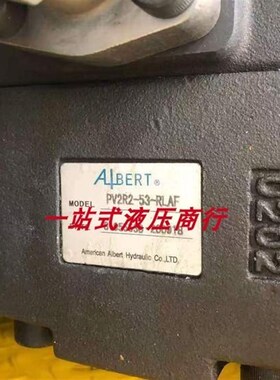 ALBERT®
MODEL PV2R2-53-RLAF
一站式液压商行
American Albert Hydraulic Co.,LTD.
0202